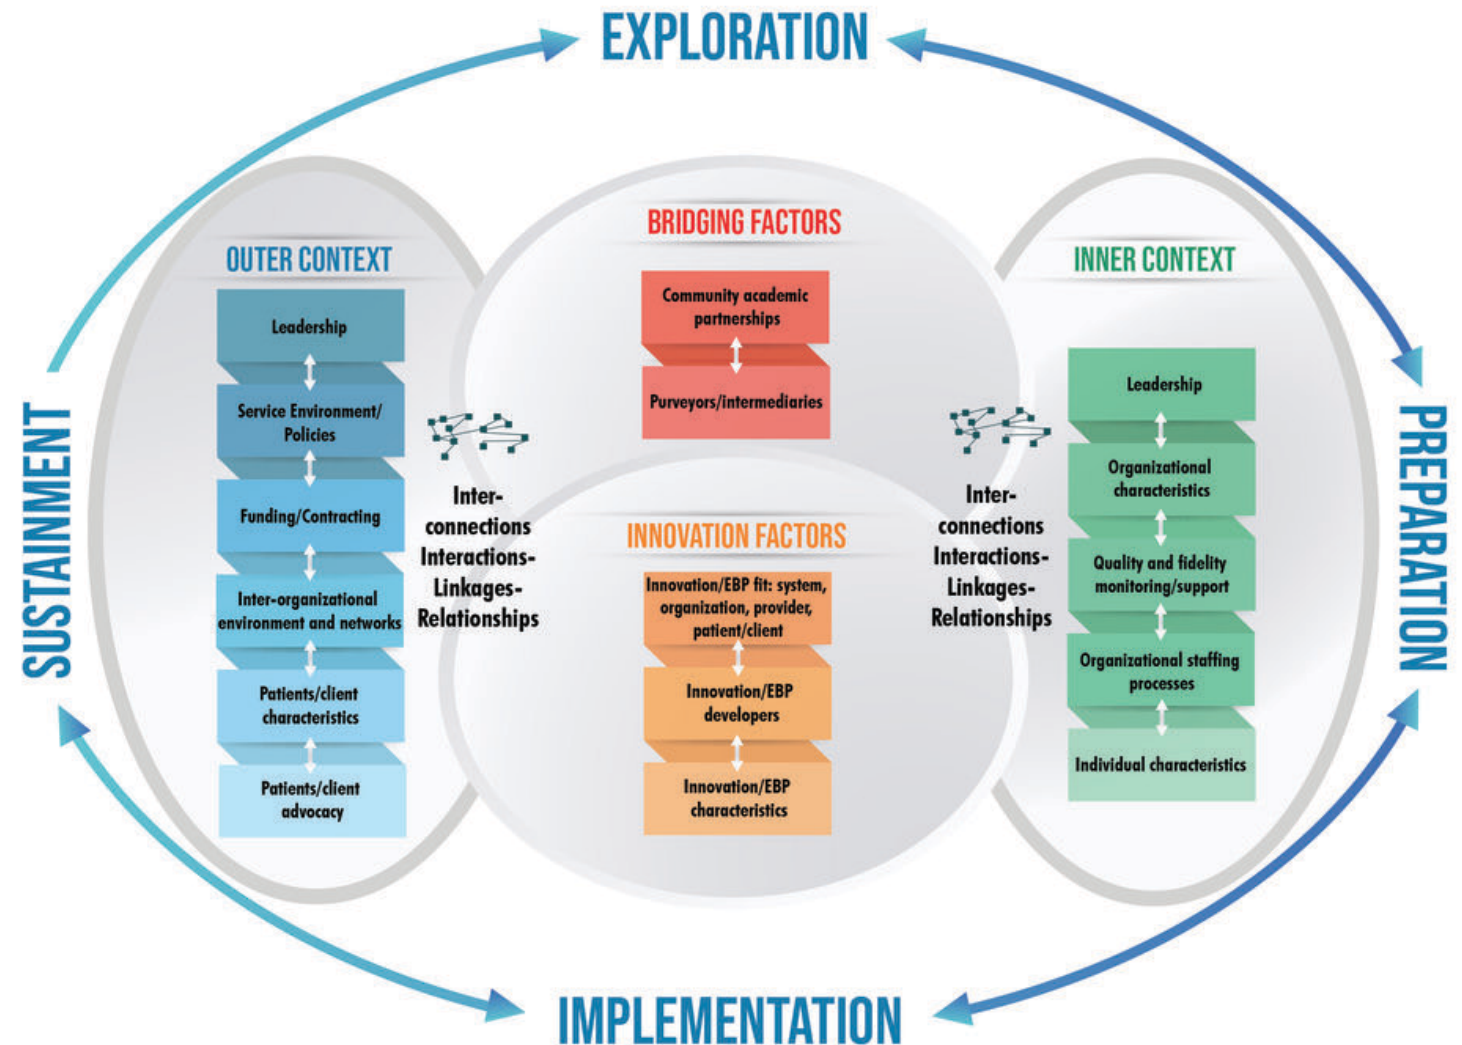 EXPLORATION
SUSTAINMENT
PREPARATION
IMPLEMENTATION
OUTER CONTEXT
Leadership
Service Environment/
Policies
Funding/Contracting
Inter-organizational
environment and networks
Patients/client
characteristics
Patients/client
advocacy
Inter-
connections
Interactions-
Linkages-
Relationships
BRIDGING FACTORS
Community academic
partnerships
Purveyors/intermediaries
INNOVATION FACTORS
Innovation/EBP fit: system,
organization, provider,
patient/client
Innovation/EBP
developers
Innovation/EBP
characteristics
Inter-
connections
Interactions-
Linkages-
Relationships
INNER CONTEXT
Leadership
Organizational
characteristics
Quality and fidelity
monitoring/support
Organizational staffing
processes
Individual characteristics